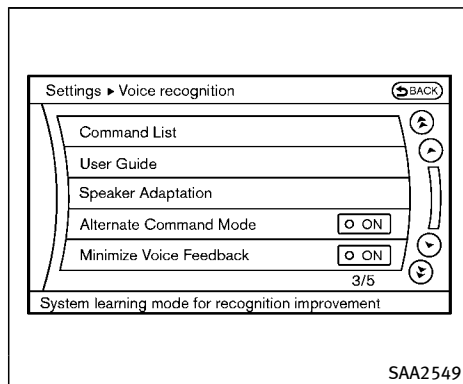 Settings ▸ Voice recognition
BACK
Command List
User Guide
Speaker Adaptation
Alternate Command Mode
ON
Minimize Voice Feedback
ON
3/5
System learning mode for recognition improvement
SAA2549